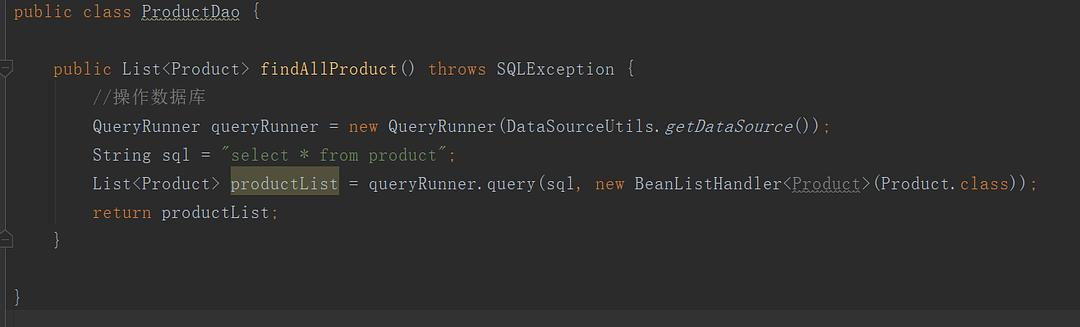 public class ProductDao {
public List<Product> findAllProduct() throws SQLException {
//操作数据库
QueryRunner queryRunner = new QueryRunner(DataSourceUtils.getDataSource());
String sql = "select * from product";
List<Product> productList = queryRunner.query(sql, new BeanListHandler<Product>(Product.class));
return productList;
}
}